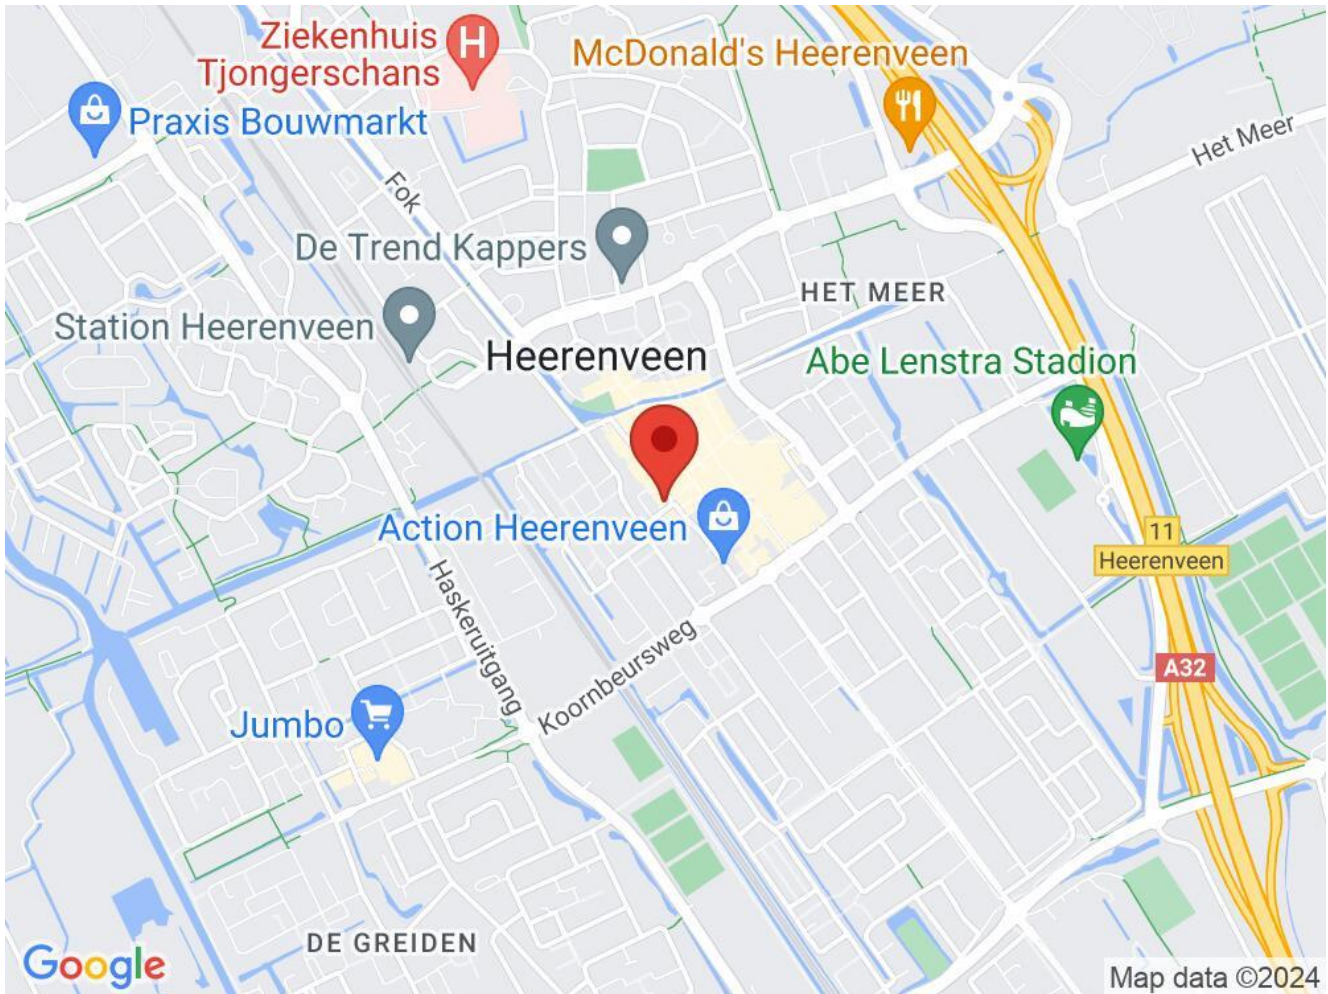 Ziekenhuis
Tjongerschans
McDonald's Heerenveen
Praxis Bouwmarkt
Het Meer
Fok
De Trend Kappers
HET MEER
Station Heerenveen
Heerenveen
Abe Lenstra Stadion
Action Heerenveen
11
Heerenveen
Haskeruitgang
Koornbeursweg
A32
Jumbo
DE GREIDEN
Google
Map data ©2024